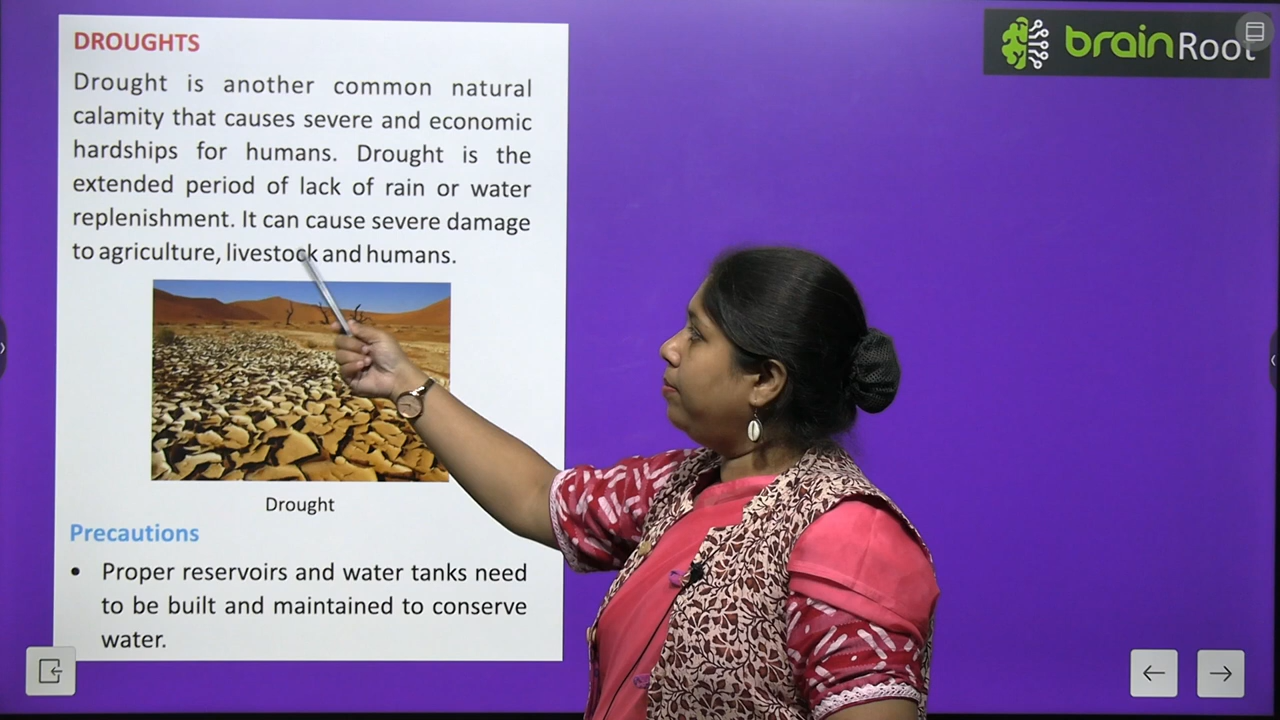 DROUGHTS
Drought is another common natural
calamity that causes severe and economic
hardships for humans. Drought is the
extended period of lack of rain or water
replenishment. It can cause severe damage
to agriculture, livestock and humans.
Drought
Precautions
• Proper reservoirs and water tanks need
to be built and maintained to conserve
water.
brainRoot